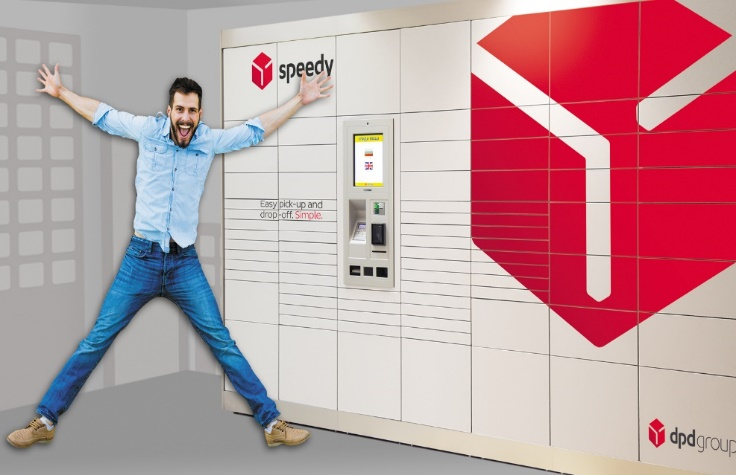 speedy
Easy pick-up and
drop-off. Simple.
dpdgroup